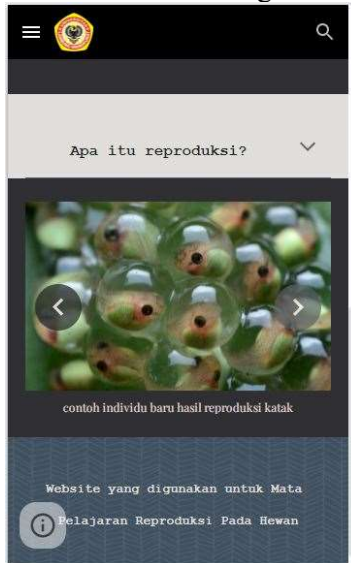 Apa itu reproduksi?
contoh individu baru hasil reproduksi katak
Website yang digunakan untuk Mata
Pelajaran Reproduksi Pada Hewan